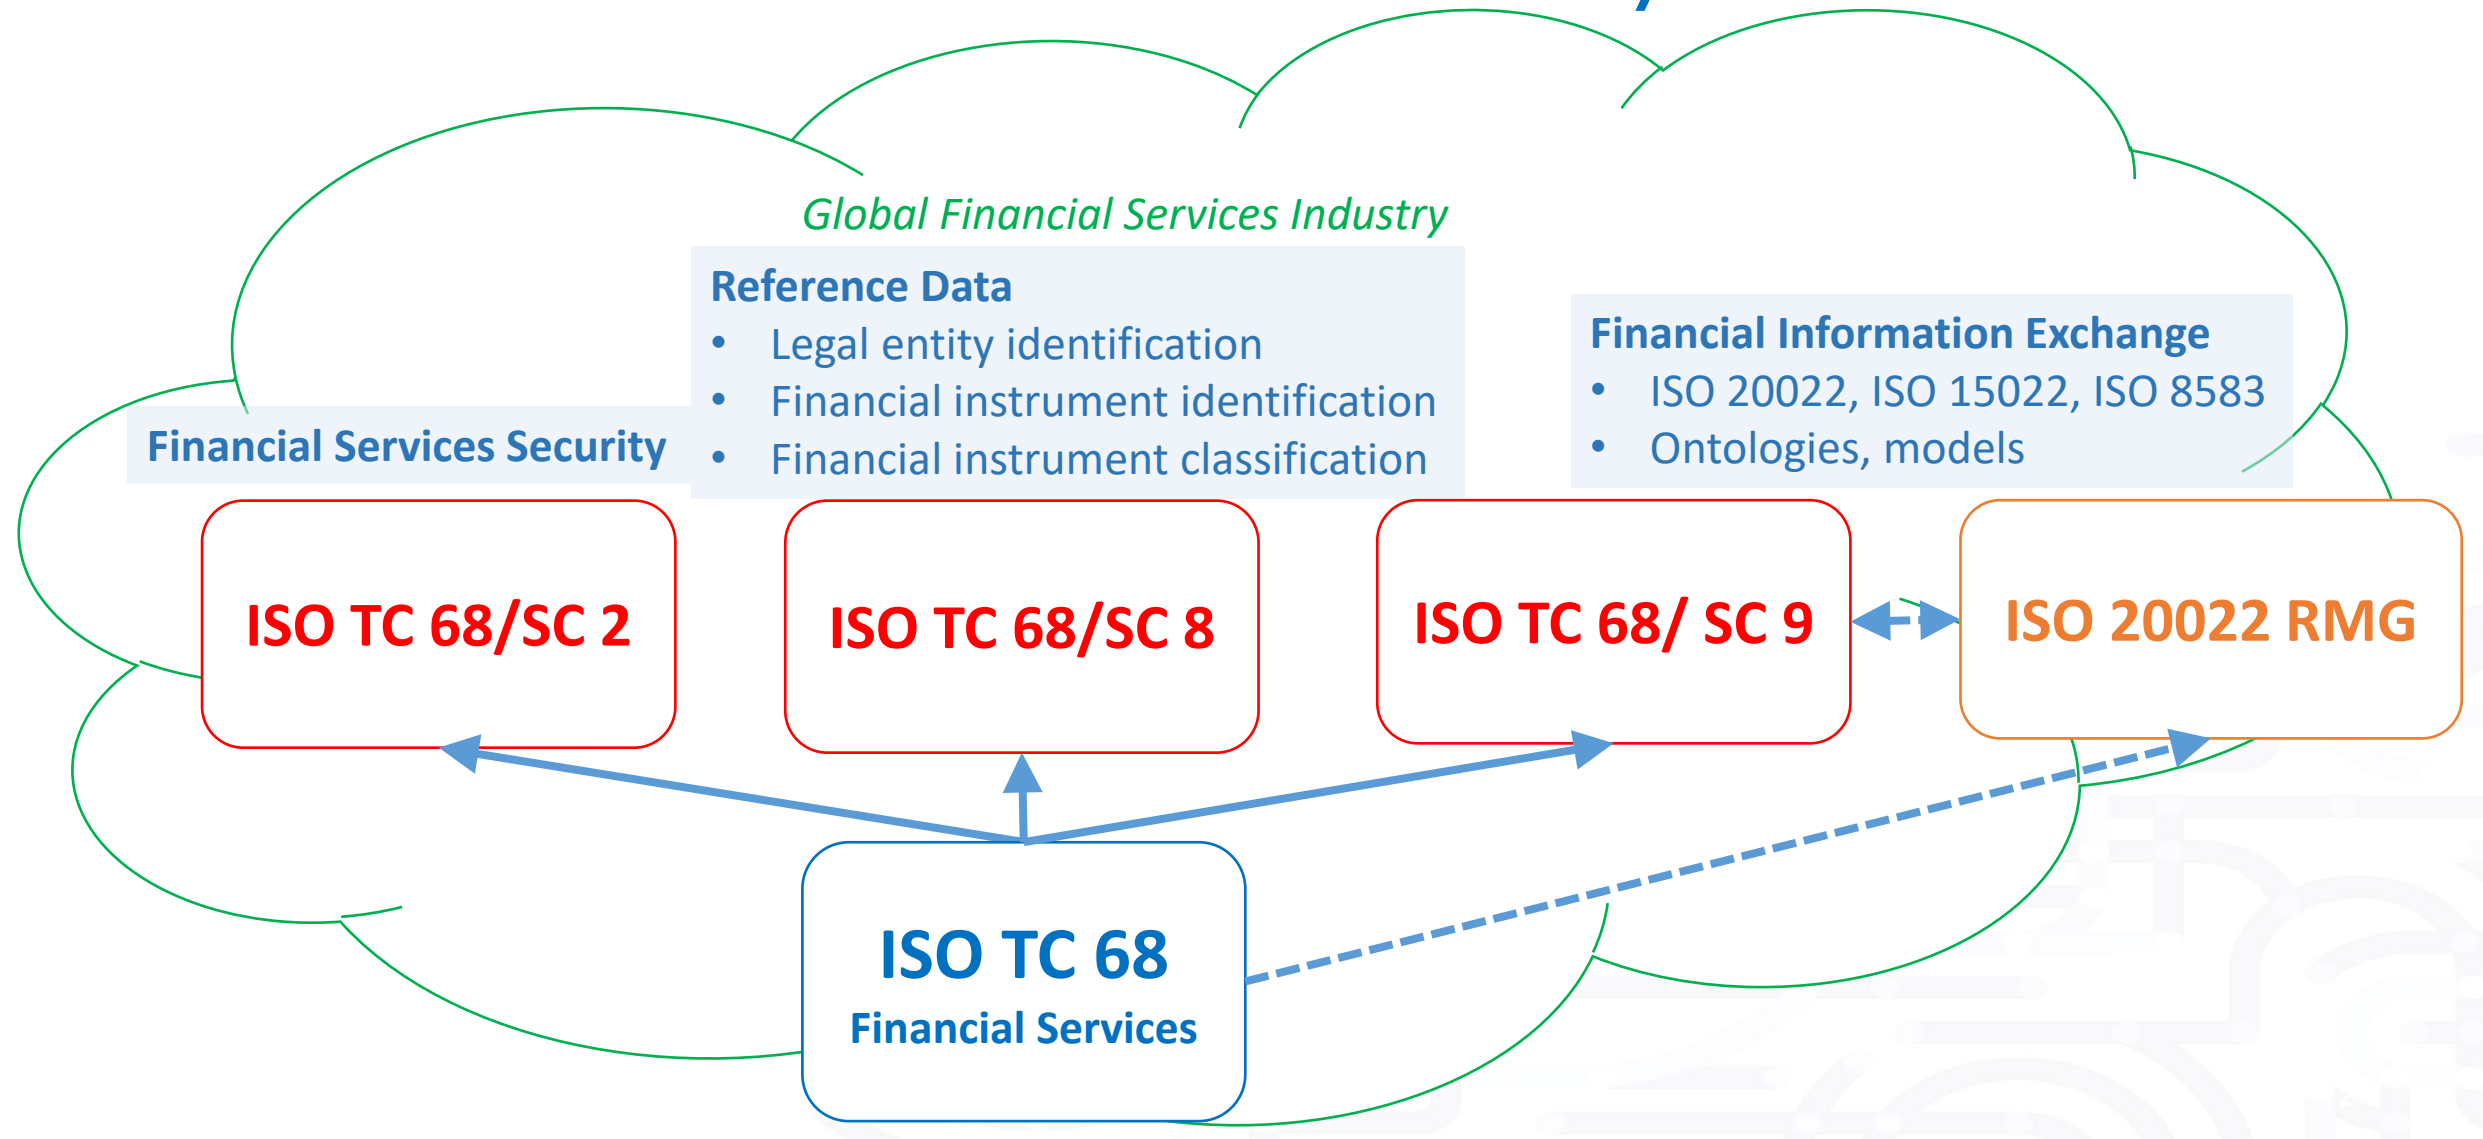 Global Financial Services Industry
Reference Data
• Legal entity identification
• Financial instrument identification
• Financial instrument classification
Financial Information Exchange
• ISO 20022, ISO 15022, ISO 8583
• Ontologies, models
Financial Services Security
ISO TC 68/SC 2
ISO TC 68/SC 8
ISO TC 68/ SC 9
ISO 20022 RMG
ISO TC 68
Financial Services